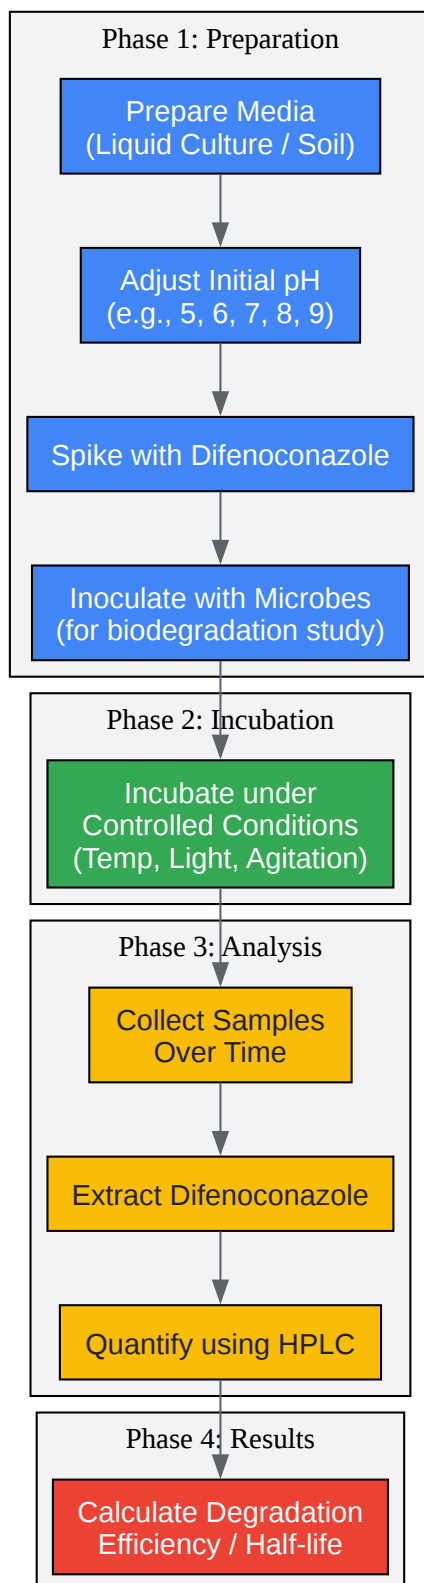 Phase 1: Preparation
Prepare Media
(Liquid Culture / Soil)
Adjust Initial pH
(e.g., 5, 6, 7, 8, 9)
Spike with Difenoconazole
Inoculate with Microbes
(for biodegradation study)
Phase 2: Incubation
Incubate under
Controlled Conditions
(Temp, Light, Agitation)
Phase 3: Analysis
Collect Samples
Over Time
Extract Difenoconazole
Quantify using HPLC
Phase 4: Results
Calculate Degradation
Efficiency / Half-life